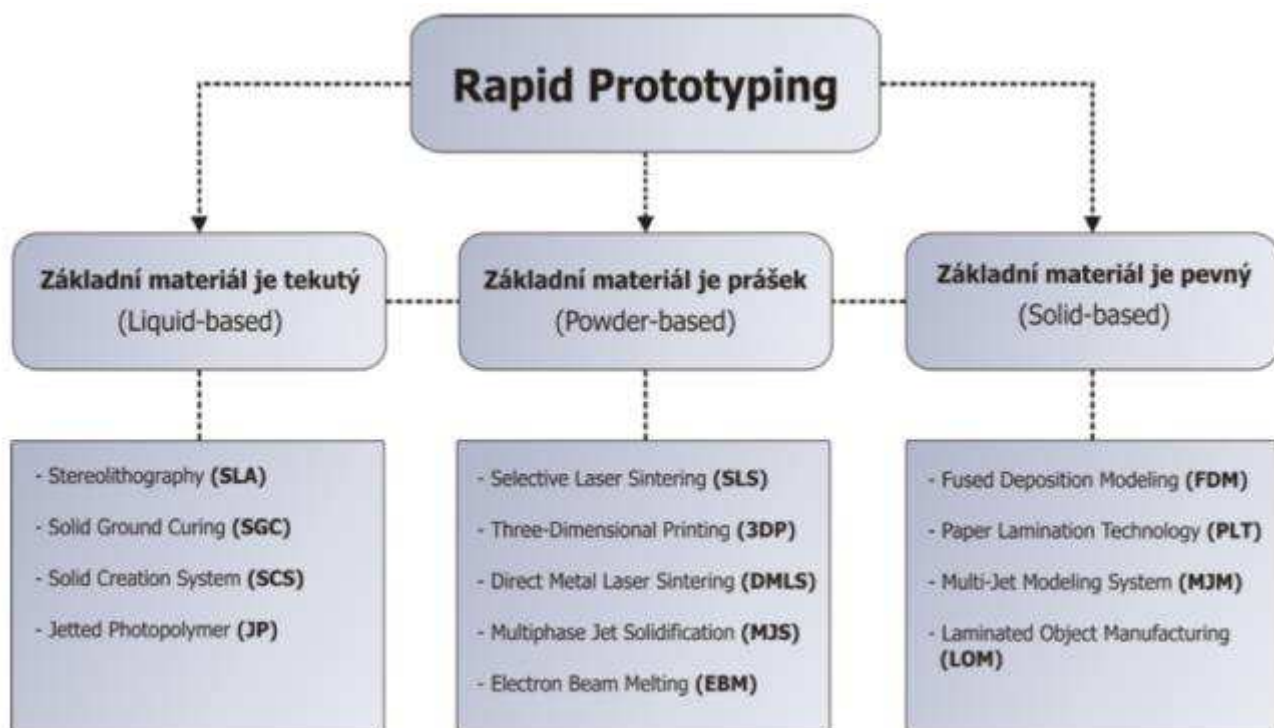 Rapid Prototyping
Základní materiál je tekutý
(Liquid-based)
Základní materiál je prášek
(Powder-based)
Základní materiál je pevný
(Solid-based)
- Stereolithography (SLA)
- Solid Ground Curing (SGC)
- Solid Creation System (SCS)
- Jetted Photopolymer (JP)
- Selective Laser Sintering (SLS)
- Three-Dimensional Printing (3DP)
- Direct Metal Laser Sintering (DMLS)
- Multiphase Jet Solidification (MJS)
- Electron Beam Melting (EBM)
- Fused Deposition Modeling (FDM)
- Paper Lamination Technology (PLT)
- Multi-Jet Modeling System (MJM)
- Laminated Object Manufacturing
(LOM)